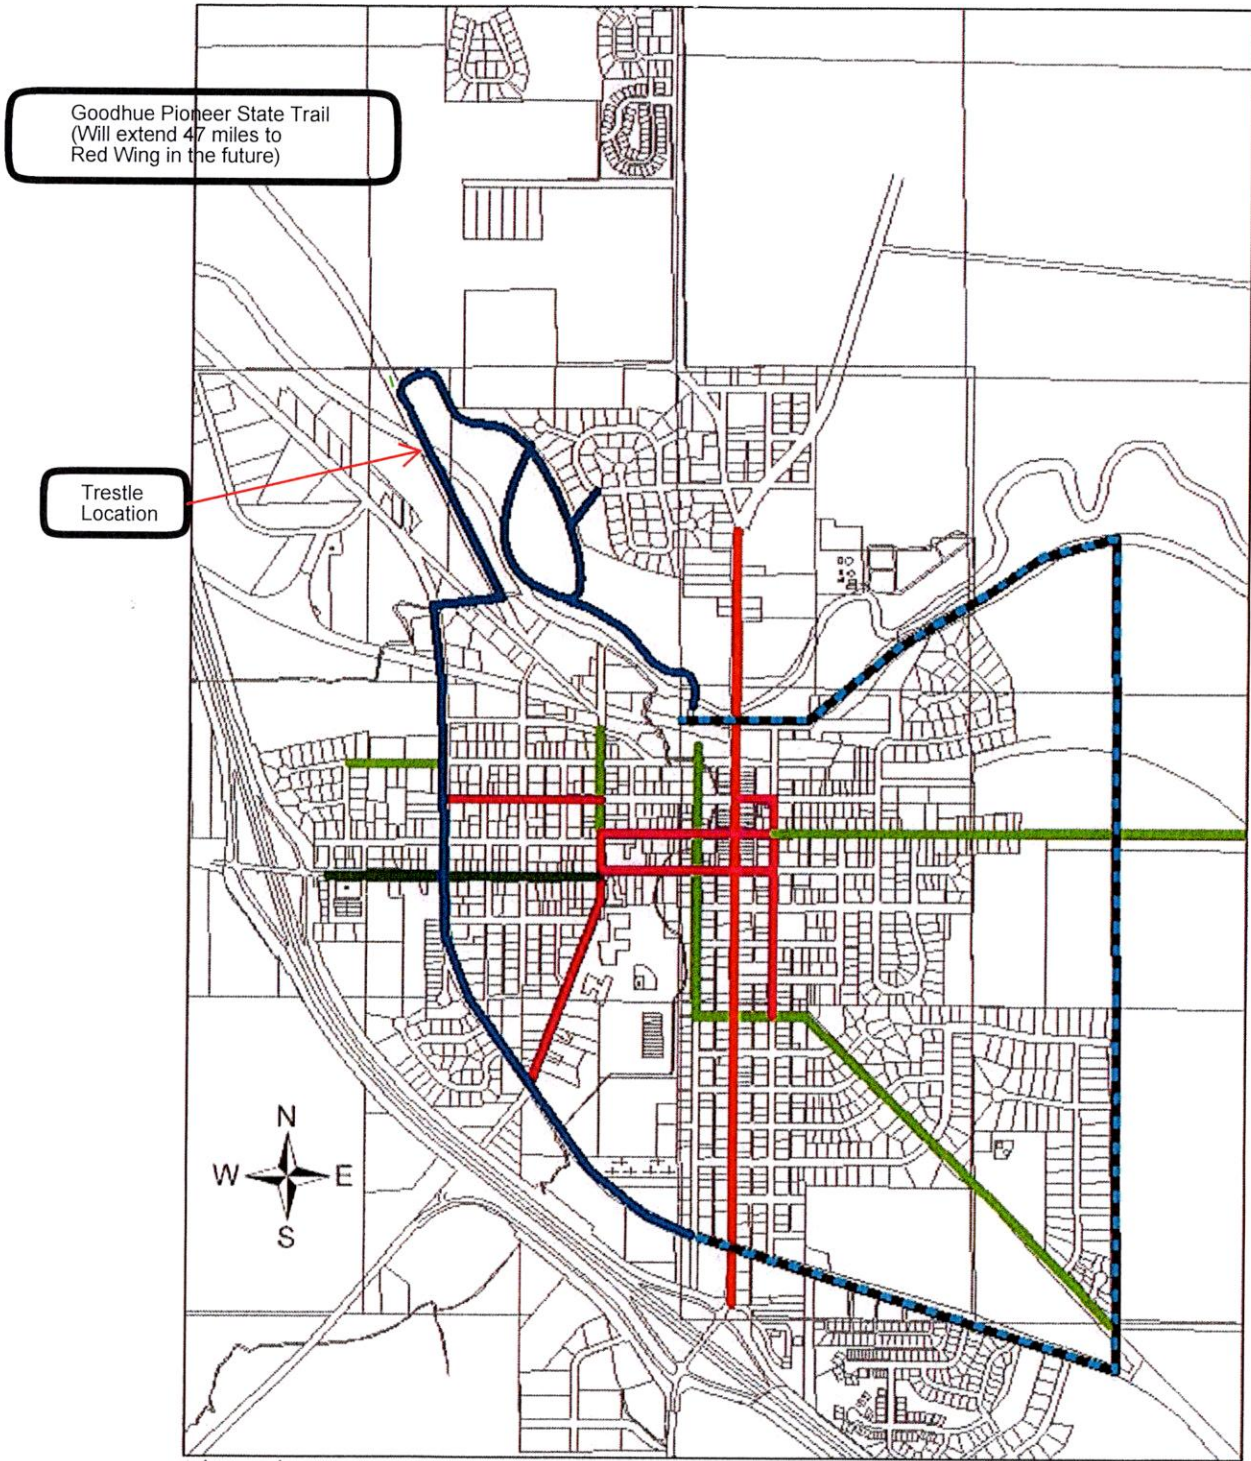 Goodhue Pioneer State Trail
(Will extend 47 miles to
Red Wing in the future)
Trestle
Location
N
W E
S